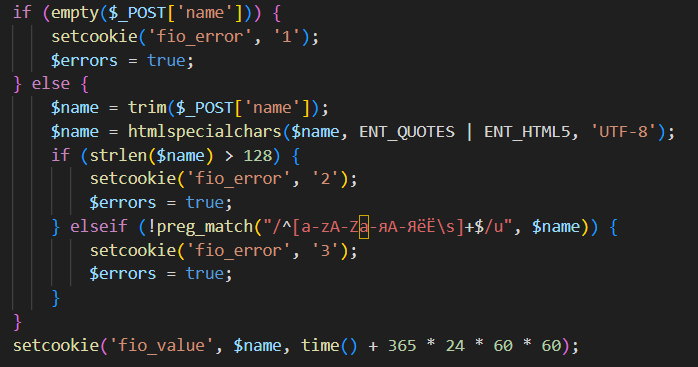 if (empty($_POST['name'])) {
    setcookie('fio_error', '1');
    $errors = true;
} else {
    $name = trim($_POST['name']);
    $name = htmlspecialchars($name, ENT_QUOTES | ENT_HTML5, 'UTF-8');
    if (strlen($name) > 128) {
        setcookie('fio_error', '2');
        $errors = true;
    } elseif (!preg_match("/^[a-zA-Zа-яА-ЯёЁ\s]+$/u", $name)) {
        setcookie('fio_error', '3');
        $errors = true;
    }
}
setcookie('fio_value', $name, time() + 365 * 24 * 60 * 60);